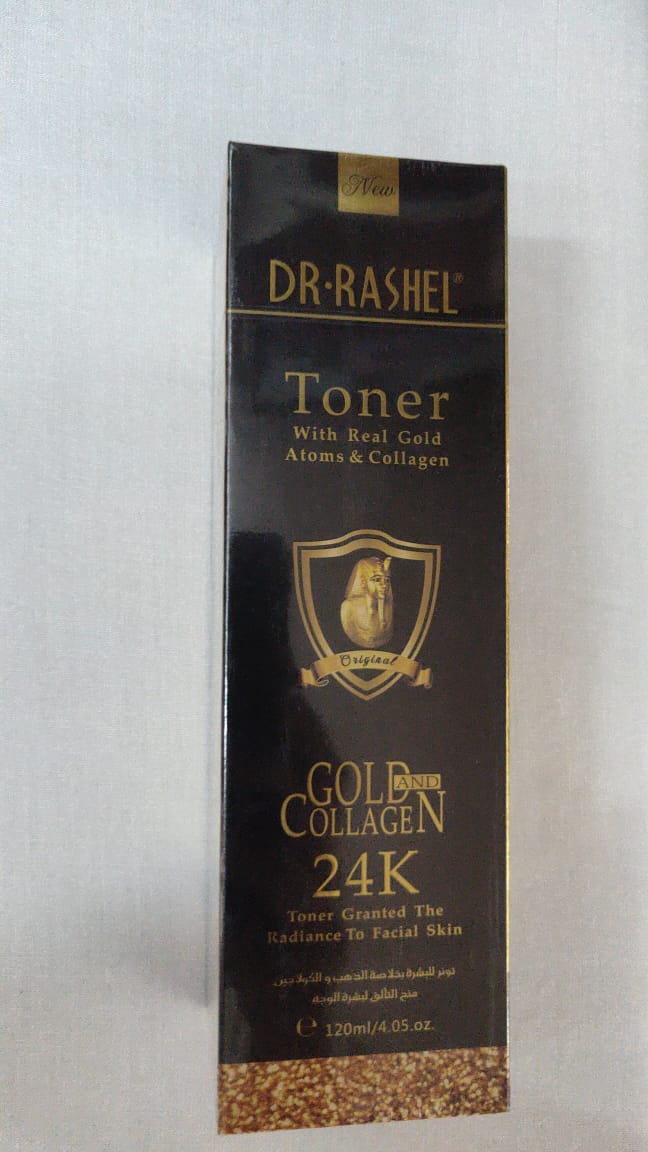 New
DR·RASHEL®
Toner
With Real Gold
Atoms & Collagen
Original
GOLD AND
COLLAGEN
24K
Toner Granted The
Radiance To Facial Skin
تونر للبشرة بخلاصة الذهب و الكولاجين
منح التألق لبشرة الوجه
℮ 120ml/4.05.oz.